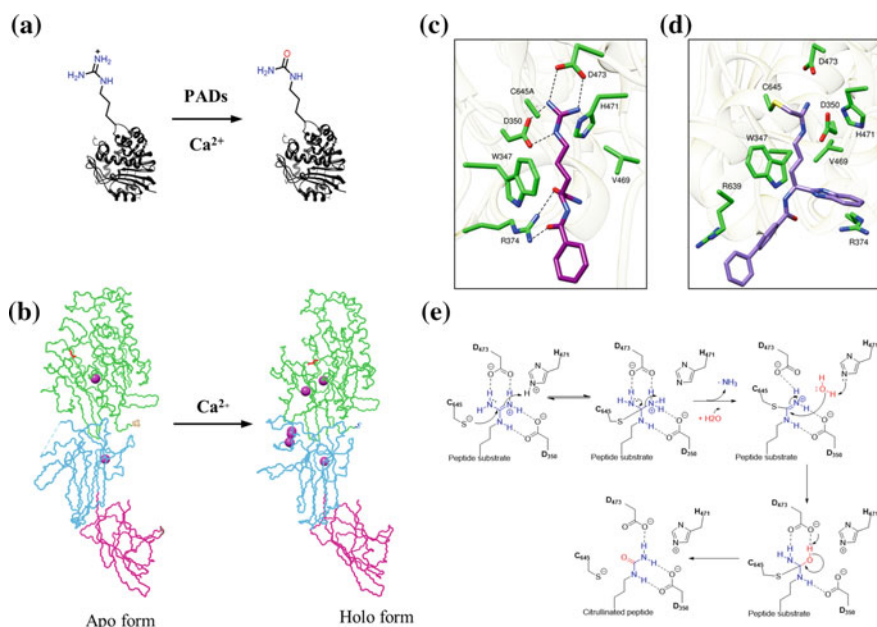 (a)
NH₂
H₂N
NH
PADs
Ca²⁺
O
H₂N
NH
(b)
Ca²⁺
Apo form
Holo form
(c)
D473
C645A
D350
H471
W347
V469
R374
(d)
D473
C645
D350
H471
W347
V469
R639
R374
(e)
D₄₇₃
H₄₇₁
C₆₄₅
Peptide substrate
D₃₅₀
D₄₇₃
H₄₇₁
C₆₄₅
Peptide substrate
D₃₅₀
- NH₃
+ H2O
D₄₇₃
H₄₇₁
C₆₄₅
Peptide substrate
D₃₅₀
D₄₇₃
H₄₇₁
C₆₄₅
Citrullinated peptide
D₃₅₀
D₄₇₃
H₄₇₁
C₆₄₅
Peptide substrate
D₃₅₀